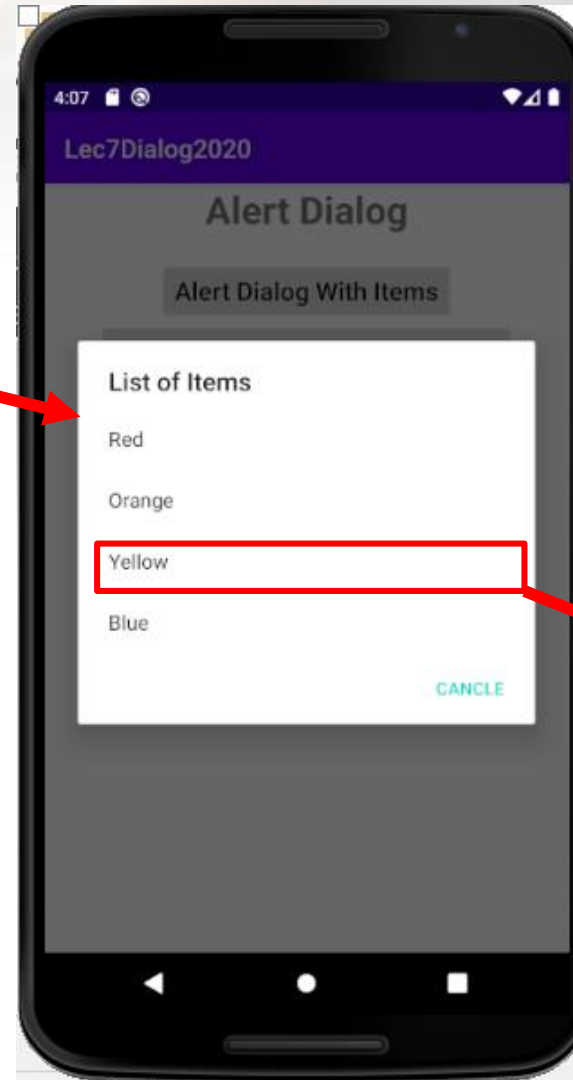 4:07
Lec7Dialog2020
Alert Dialog
Alert Dialog With Items
List of Items
Red
Orange
Yellow
Blue
CANCLE